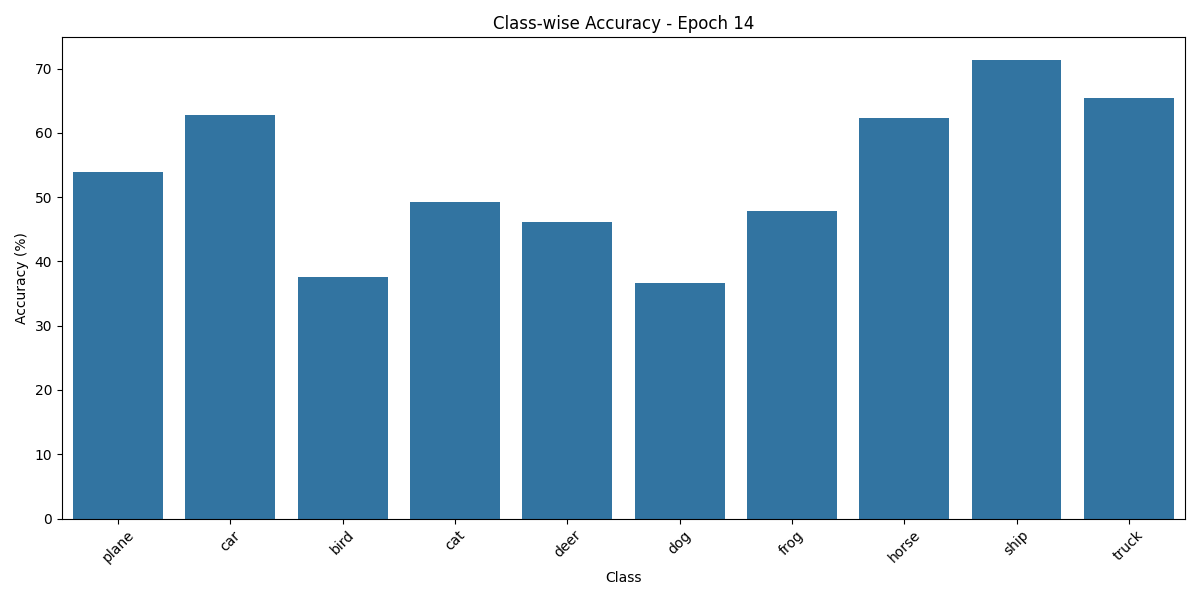 Class-wise Accuracy - Epoch 14
Accuracy (%)
70
60
50
40
30
20
10
0
plane
car
bird
cat
deer
dog
frog
horse
ship
truck
Class